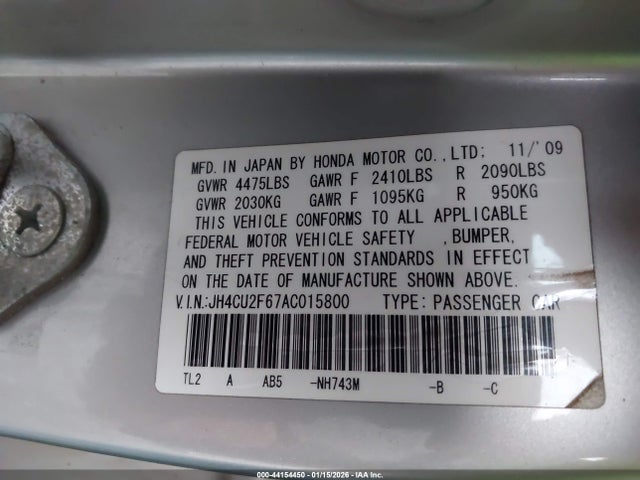 MFD. IN JAPAN BY HONDA MOTOR CO.,LTD; 11/'09
GVWR 4475LBS GAWR F 2410LBS R 2090LBS
GVWR 2030KG GAWR F 1095KG R 950KG
THIS VEHICLE CONFORMS TO ALL APPLICABLE
FEDERAL MOTOR VEHICLE SAFETY , BUMPER,
AND THEFT PREVENTION STANDARDS IN EFFECT
ON THE DATE OF MANUFACTURE SHOWN ABOVE.
V.I.N:JH4CU2F67AC015800 TYPE: PASSENGER CAR
TL2 A AB5 -NH743M -B -C
000-44154450 - 01/15/2026 - IAA Inc.